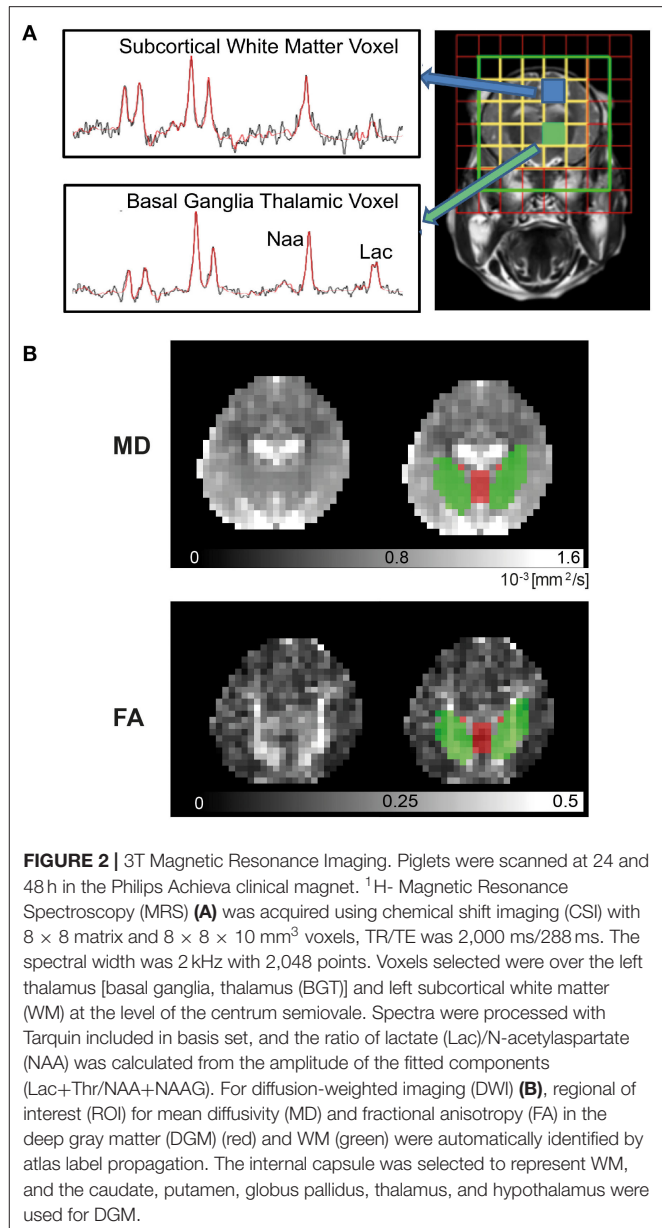 A
Subcortical White Matter Voxel
Basal Ganglia Thalamic Voxel
Naa
Lac
B
MD
0 0.8 1.6
10⁻³ [mm²/s]
FA
0 0.25 0.5
FIGURE 2 | 3T Magnetic Resonance Imaging. Piglets were scanned at 24 and
48 h in the Philips Achieva clinical magnet. ¹H- Magnetic Resonance
Spectroscopy (MRS) (A) was acquired using chemical shift imaging (CSI) with
8 × 8 matrix and 8 × 8 × 10 mm³ voxels, TR/TE was 2,000 ms/288 ms. The
spectral width was 2 kHz with 2,048 points. Voxels selected were over the left
thalamus [basal ganglia, thalamus (BGT)] and left subcortical white matter
(WM) at the level of the centrum semiovale. Spectra were processed with
Tarquin included in basis set, and the ratio of lactate (Lac)/N-acetylaspartate
(NAA) was calculated from the amplitude of the fitted components
(Lac+Thr/NAA+NAAG). For diffusion-weighted imaging (DWI) (B), regional of
interest (ROI) for mean diffusivity (MD) and fractional anisotropy (FA) in the
deep gray matter (DGM) (red) and WM (green) were automatically identified by
atlas label propagation. The internal capsule was selected to represent WM,
and the caudate, putamen, globus pallidus, thalamus, and hypothalamus were
used for DGM.